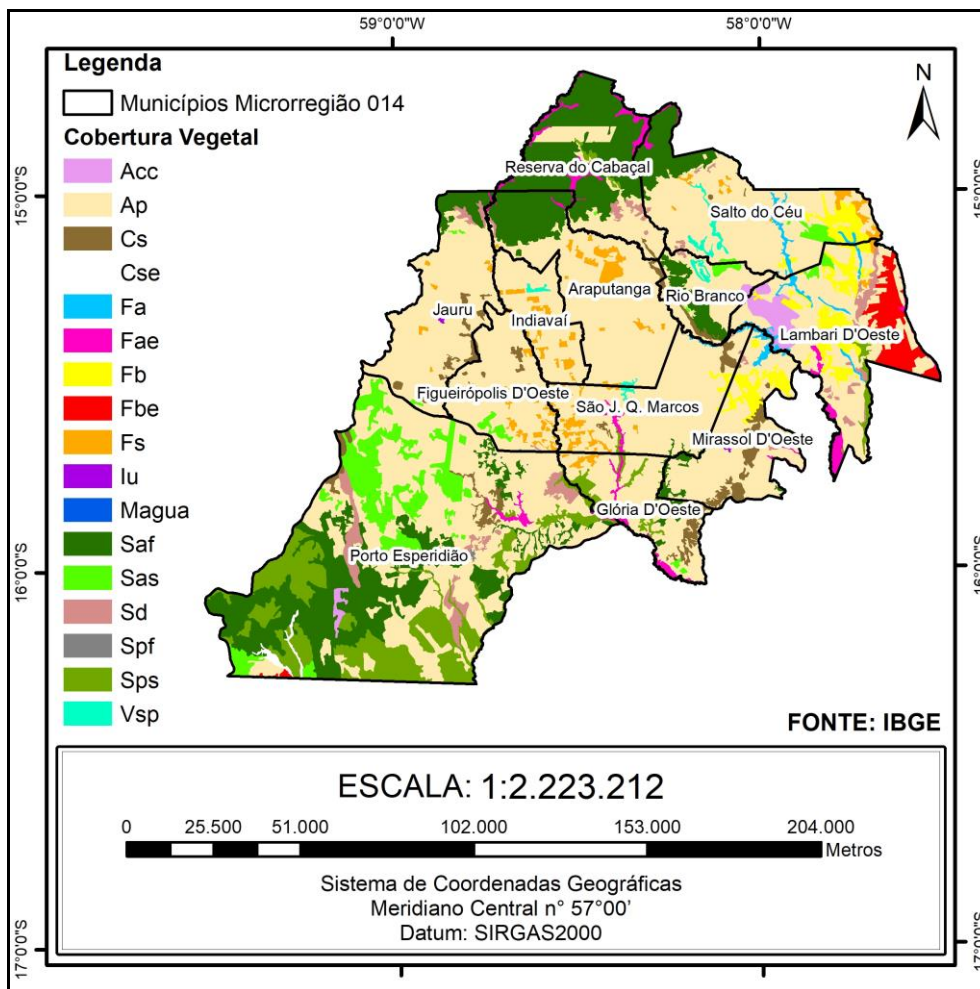 59°0'0"W
58°0'0"W
Legenda
Municípios Microrregião 014
Cobertura Vegetal
Acc
Ap
Cs
Cse
Fa
Fae
Fb
Fbe
Fs
Iu
Magua
Saf
Sas
Sd
Spf
Sps
Vsp
N
Reserva do Cabaçal
Salto do Céu
Araputanga
Rio Branco
Jauru
Indiavaí
Lambari D'Oeste
Figueirópolis D'Oeste
São J. Q. Marcos
Mirassol D'Oeste
Glória D'Oeste
Porto Esperidião
15°0'0"S
15°0'0"S
16°0'0"S
16°0'0"S
17°0'0"S
17°0'0"S
FONTE: IBGE
ESCALA: 1:2.223.212
0 25.500 51.000 102.000 153.000 204.000
Metros
Sistema de Coordenadas Geográficas
Meridiano Central n° 57°00’
Datum: SIRGAS2000